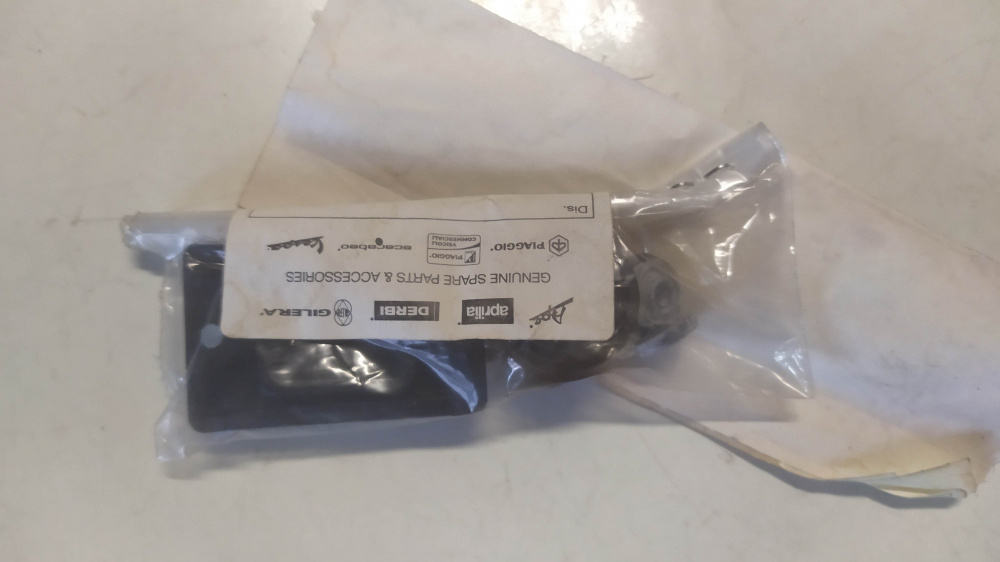 Ape aprilia DERBI GILERA
GENUINE SPARE PARTS & ACCESSORIES
PIAGGIO PIAGGIO VEICOLI COMMERCIALI scarabeo Vespa
Dis.